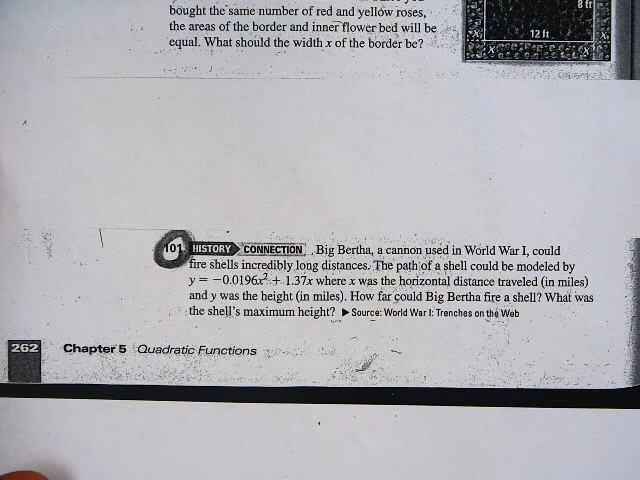 bought the same number of red and yellow roses,
the areas of the border and inner flower bed will be
equal. What should the width x of the border be?
8 ft
12 ft
x
x
x
x
101. HISTORY CONNECTION Big Bertha, a cannon used in World War I, could
fire shells incredibly long distances. The path of a shell could be modeled by
y = −0.0196x² + 1.37x where x was the horizontal distance traveled (in miles)
and y was the height (in miles). How far could Big Bertha fire a shell? What was
the shell's maximum height? ▶ Source: World War I: Trenches on the Web
262 Chapter 5 Quadratic Functions